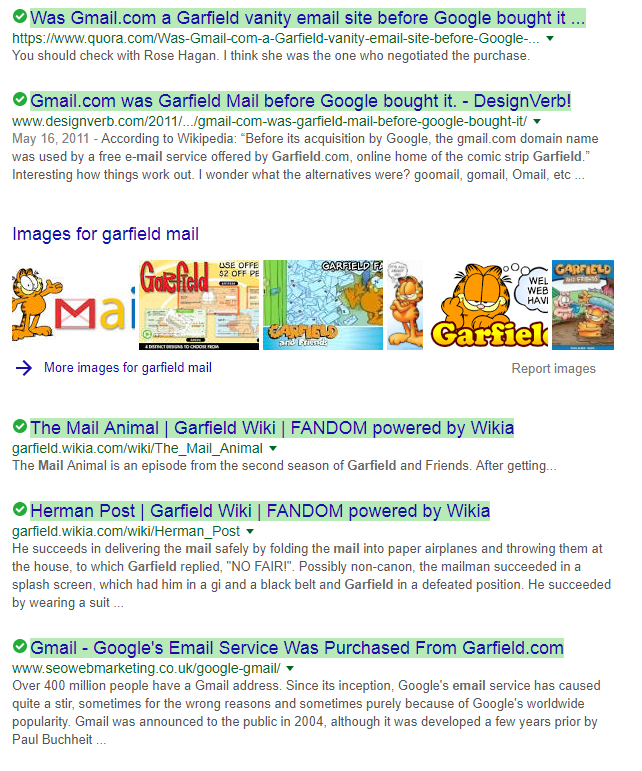 Was Gmail.com a Garfield vanity email site before Google bought it ...
https://www.quora.com/Was-Gmail-com-a-Garfield-vanity-email-site-before-Google-...
You should check with Rose Hagan. I think she was the one who negotiated the purchase.
Gmail.com was Garfield Mail before Google bought it. - DesignVerb!
www.designverb.com/2011/.../gmail-com-was-garfield-mail-before-google-bought-it/
May 16, 2011 - According to Wikipedia: “Before its acquisition by Google, the gmail.com domain name
was used by a free e-mail service offered by Garfield.com, online home of the comic strip Garfield.”
Interesting how things work out. I wonder what the alternatives were? goomail, gomail, Omail, etc ...
Images for garfield mail
Mai
Garfield
USE OFFE
$2 OFF PE
4 DISTINCT DESIGNS TO CHOOSE FROM
GARFIELD FA
GARFIELD
and Friends
WEL
WEB
HAVI
Garfiel
GARFIELD
AND FRIENDS
More images for garfield mail
Report images
The Mail Animal | Garfield Wiki | FANDOM powered by Wikia
garfield.wikia.com/wiki/The_Mail_Animal
The Mail Animal is an episode from the second season of Garfield and Friends. After getting...
Herman Post | Garfield Wiki | FANDOM powered by Wikia
garfield.wikia.com/wiki/Herman_Post
He succeeds in delivering the mail safely by folding the mail into paper airplanes and throwing them at
the house, to which Garfield replied, "NO FAIR!". Possibly non-canon, the mailman succeeded in a
splash screen, which had him in a gi and a black belt and Garfield in a defeated position. He succeeded
by wearing a suit ...
Gmail - Google's Email Service Was Purchased From Garfield.com
www.seowebmarketing.co.uk/google-gmail/
Over 400 million people have a Gmail address. Since its inception, Google's email service has caused
quite a stir, sometimes for the wrong reasons and sometimes purely because of Google's worldwide
popularity. Gmail was announced to the public in 2004, although it was developed a few years prior by
Paul Buchheit ...